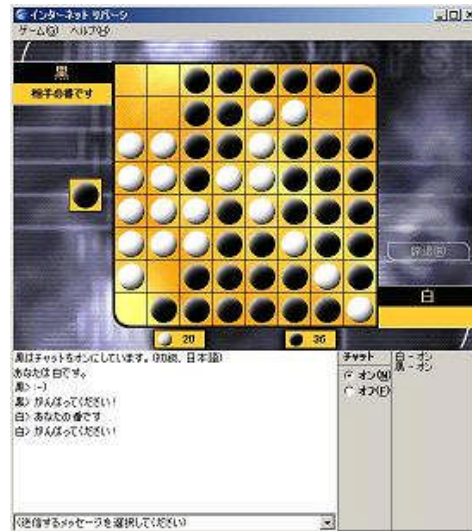 インターネット リバーシ
ゲーム(G) ヘルプ(H)
黒
相手の番です
白
20
36
黒はチャットをオンにしています。(初級、日本語)
あなたは白です。
黒> :-)
黒> がんばってください!
白> あなたの番です
白> がんばってください!
チャット
オン(N)
オフ(F)
白 - オン
黒 - オン
(送信するメッセージを選択してください)